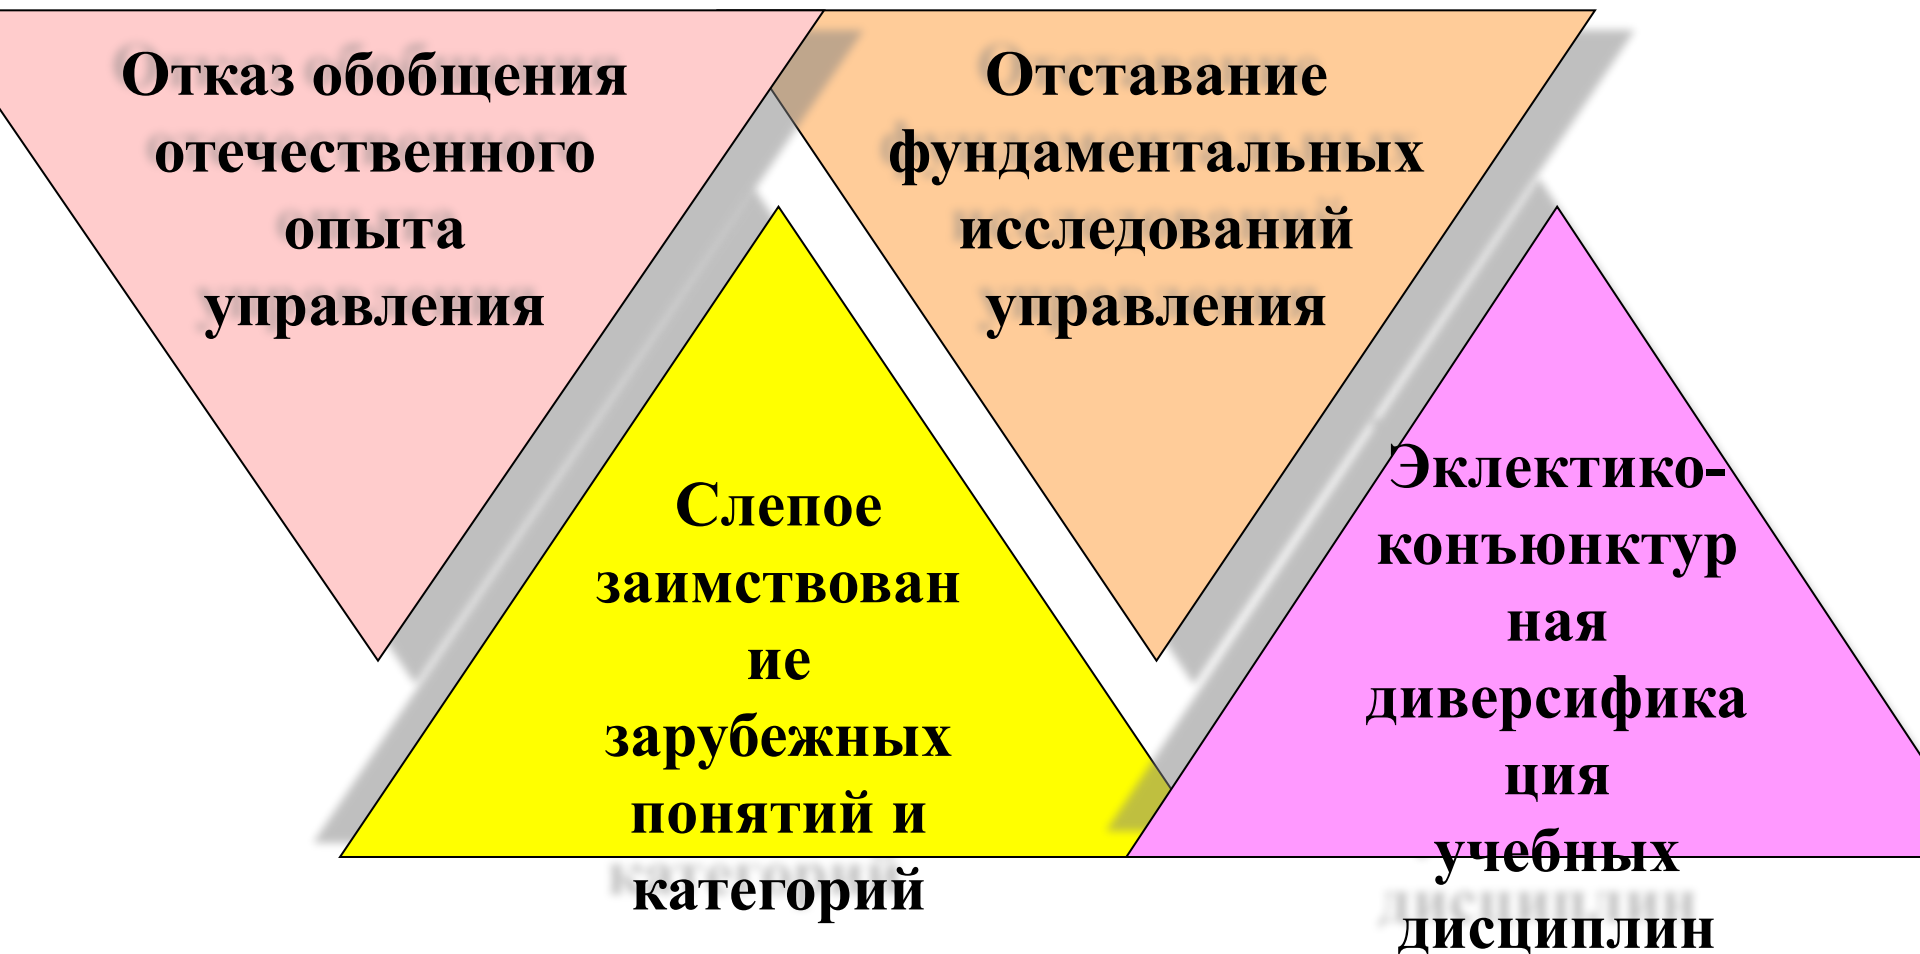 Отказ обобщения
отечественного
опыта
управления
Отставание
фундаментальных
исследований
управления
Слепое
заимствован
ие
зарубежных
понятий и
категорий
Эклектико-
конъюнктур
ная
диверсифика
ция
учебных
дисциплин